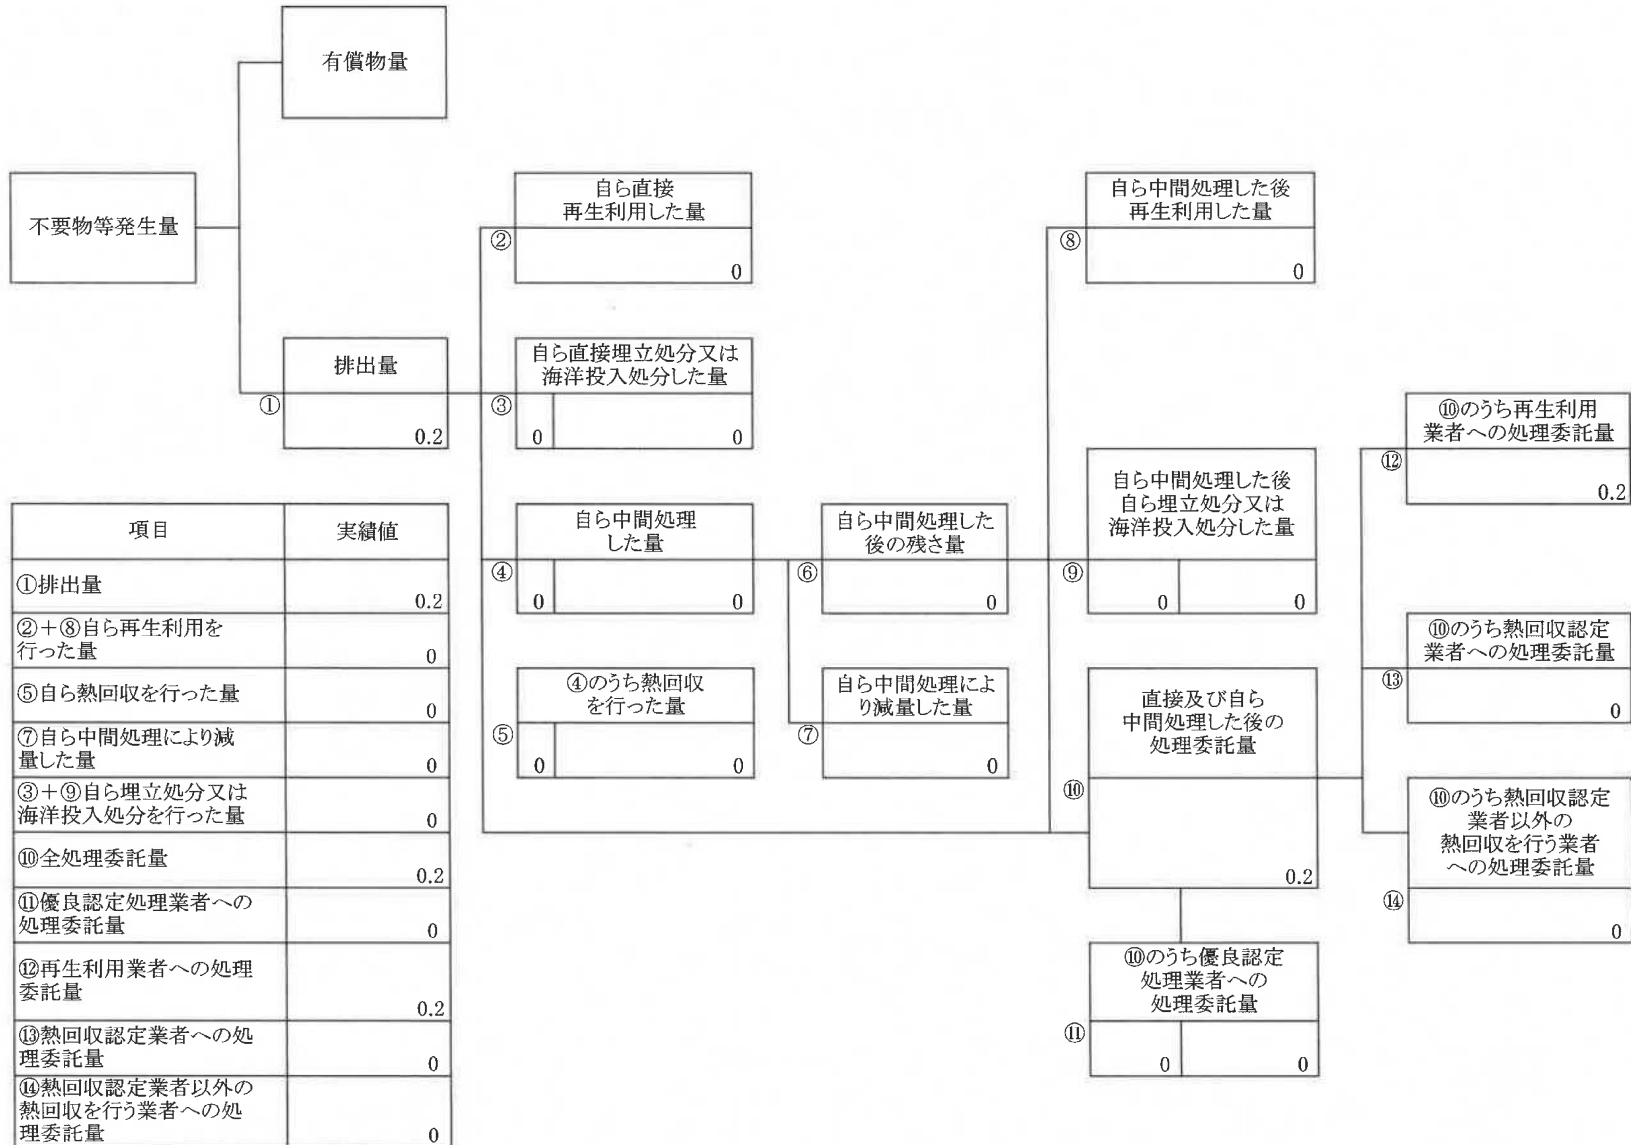 有償物量
不要物等発生量
自ら直接
再生利用した量
②
0
自ら中間処理した後
再生利用した量
⑧
0
排出量
①
0.2
自ら直接埋立処分又は
海洋投入処分した量
③
0 0
⑩のうち再生利用
業者への処理委託量
⑫
0.2
自ら中間処理
した量
④
0 0
自ら中間処理した
後の残さ量
⑥
0
自ら中間処理した後
自ら埋立処分又は
海洋投入処分した量
⑨
0 0
⑩のうち熱回収認定
業者への処理委託量
⑬
0
④のうち熱回収
を行った量
⑤
0 0
自ら中間処理によ
り減量した量
⑦
0
直接及び自ら
中間処理した後の
処理委託量
⑩
0.2
⑩のうち熱回収認定
業者以外の
熱回収を行う業者
への処理委託量
⑭
0
⑩のうち優良認定
処理業者への
処理委託量
⑪
0 0
項目 実績値
①排出量
0.2
②+⑧自ら再生利用を
行った量
0
⑤自ら熱回収を行った量
0
⑦自ら中間処理により減
量した量
0
③+⑨自ら埋立処分又は
海洋投入処分を行った量
0
⑩全処理委託量
0.2
⑪優良認定処理業者への
処理委託量
0
⑫再生利用業者への処理
委託量
0.2
⑬熱回収認定業者への処
理委託量
0
⑭熱回収認定業者以外の
熱回収を行う業者への処
理委託量
0